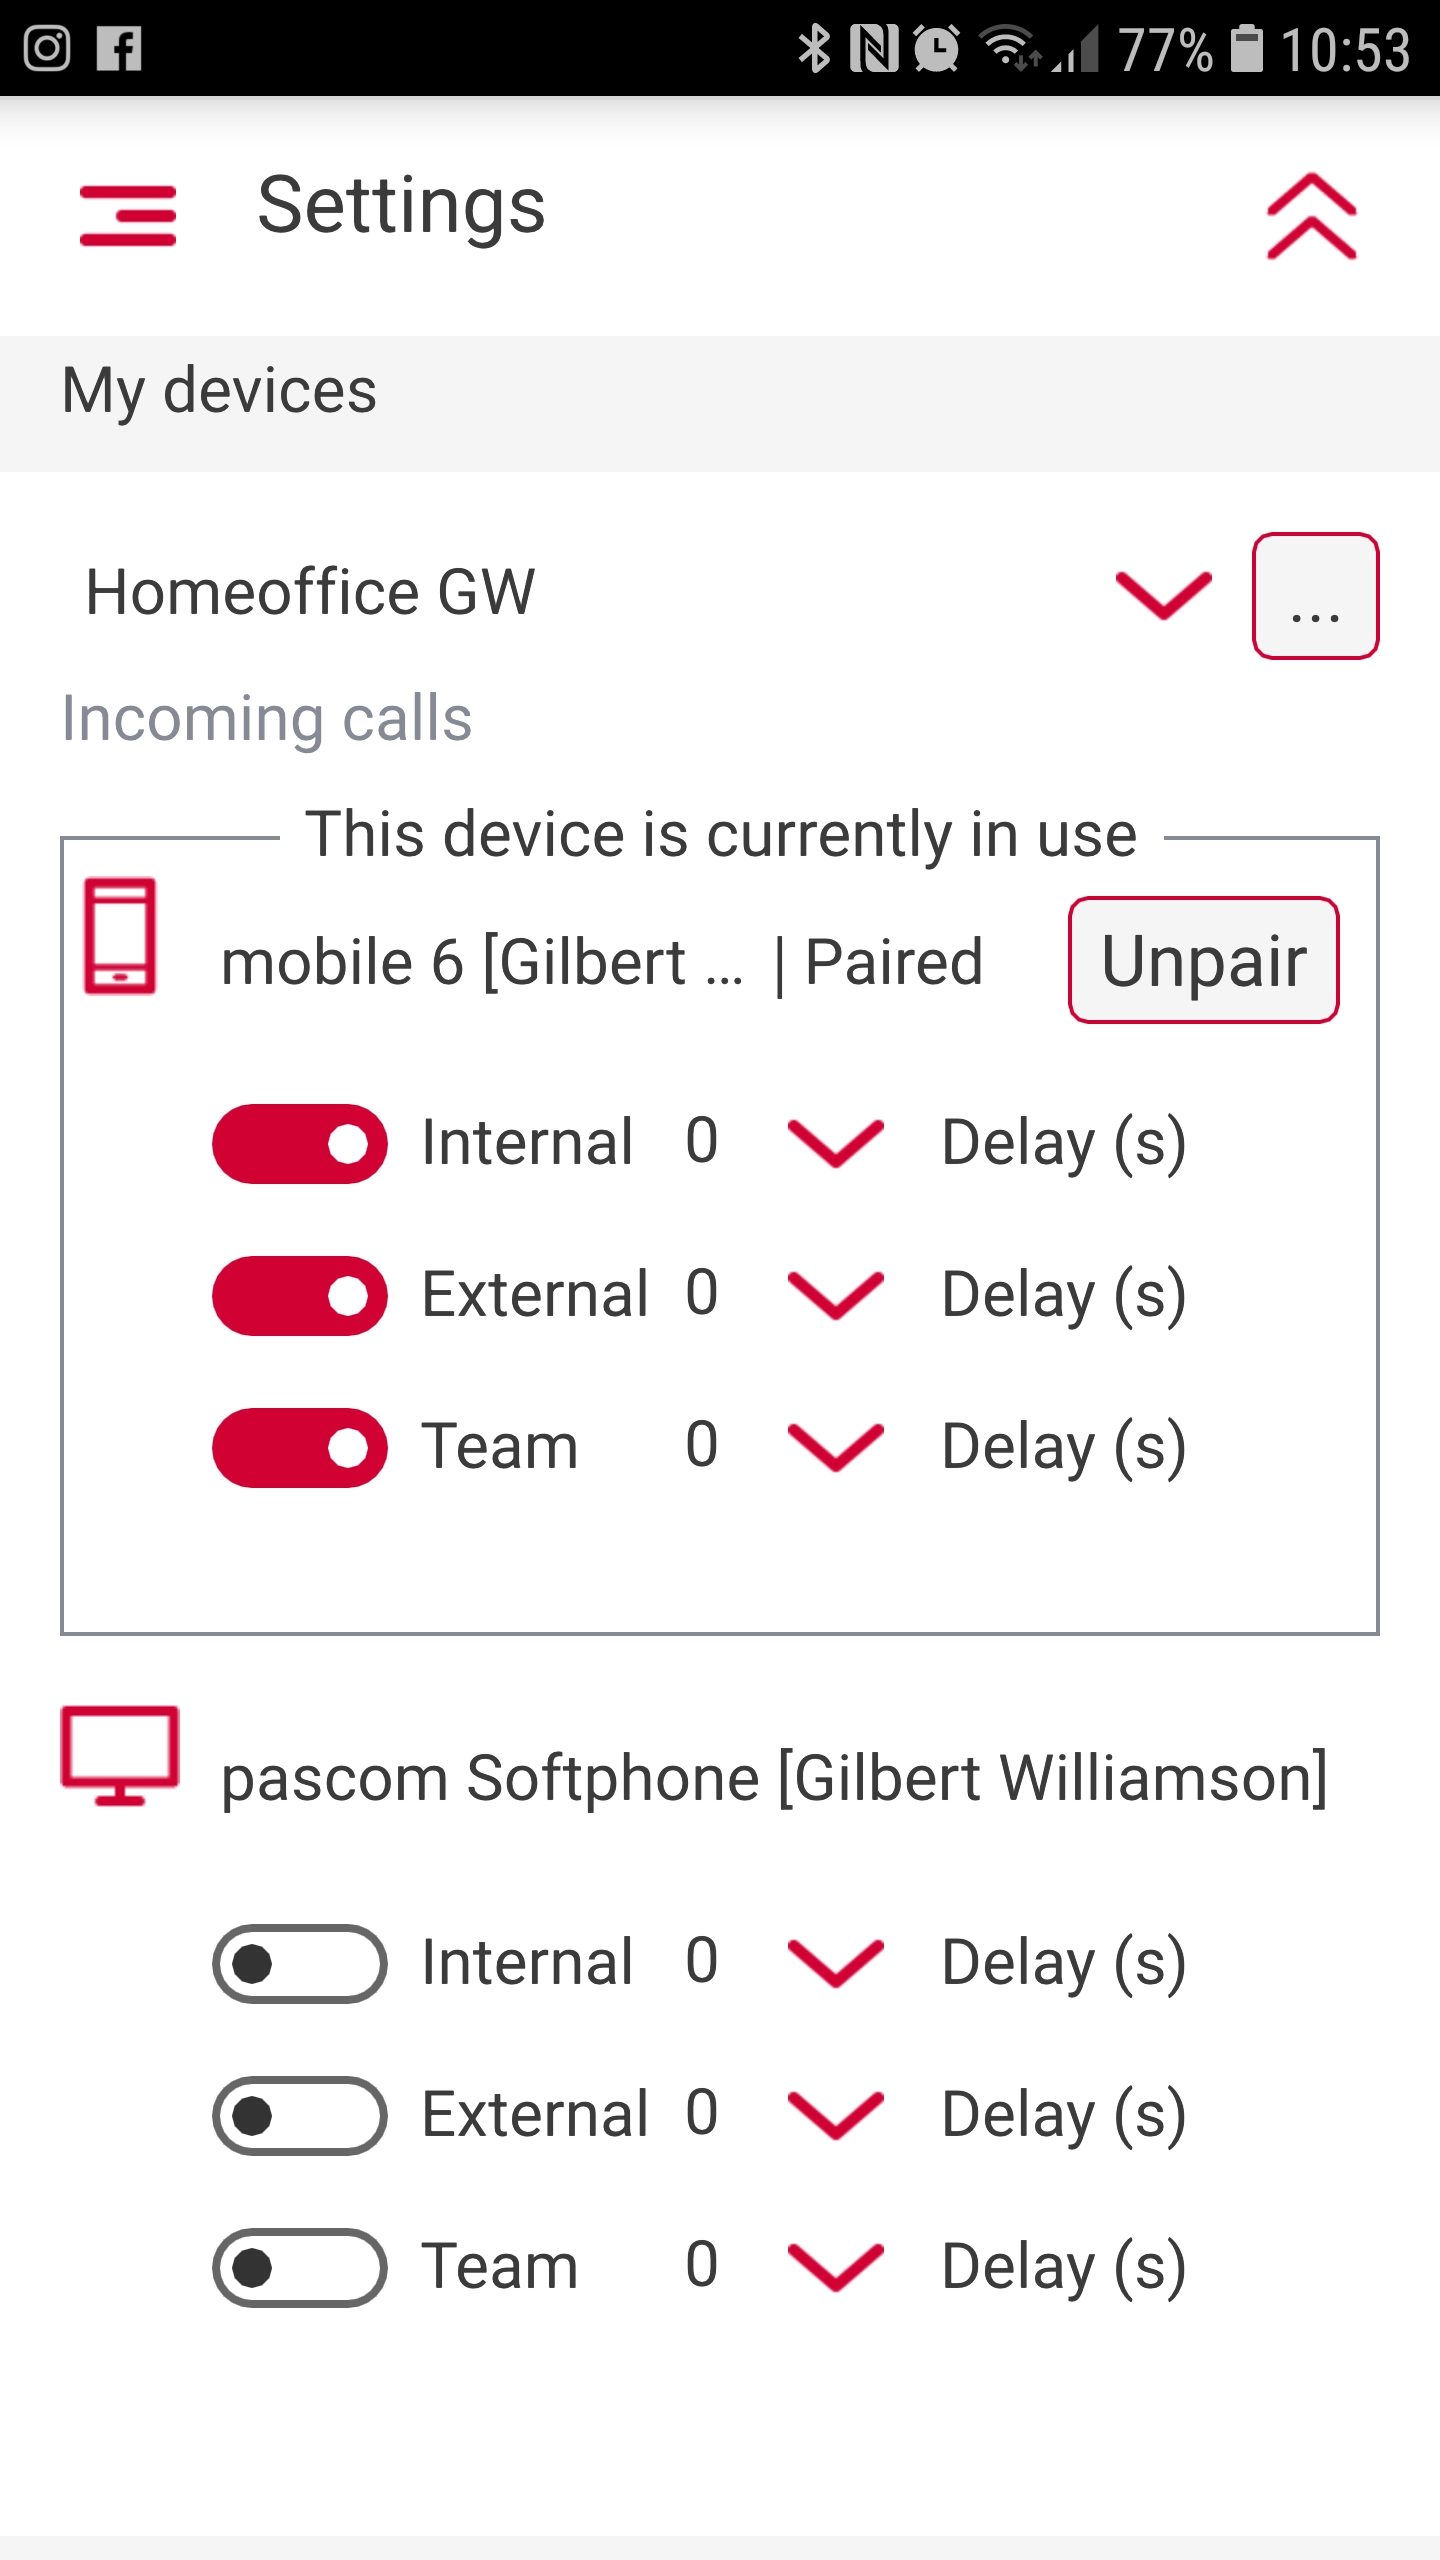 77% 10:53
Settings
My devices
Homeoffice GW
...
Incoming calls
This device is currently in use
mobile 6 [Gilbert ... | Paired
Unpair
Internal 0 Delay (s)
External 0 Delay (s)
Team 0 Delay (s)
pascom Softphone [Gilbert Williamson]
Internal 0 Delay (s)
External 0 Delay (s)
Team 0 Delay (s)